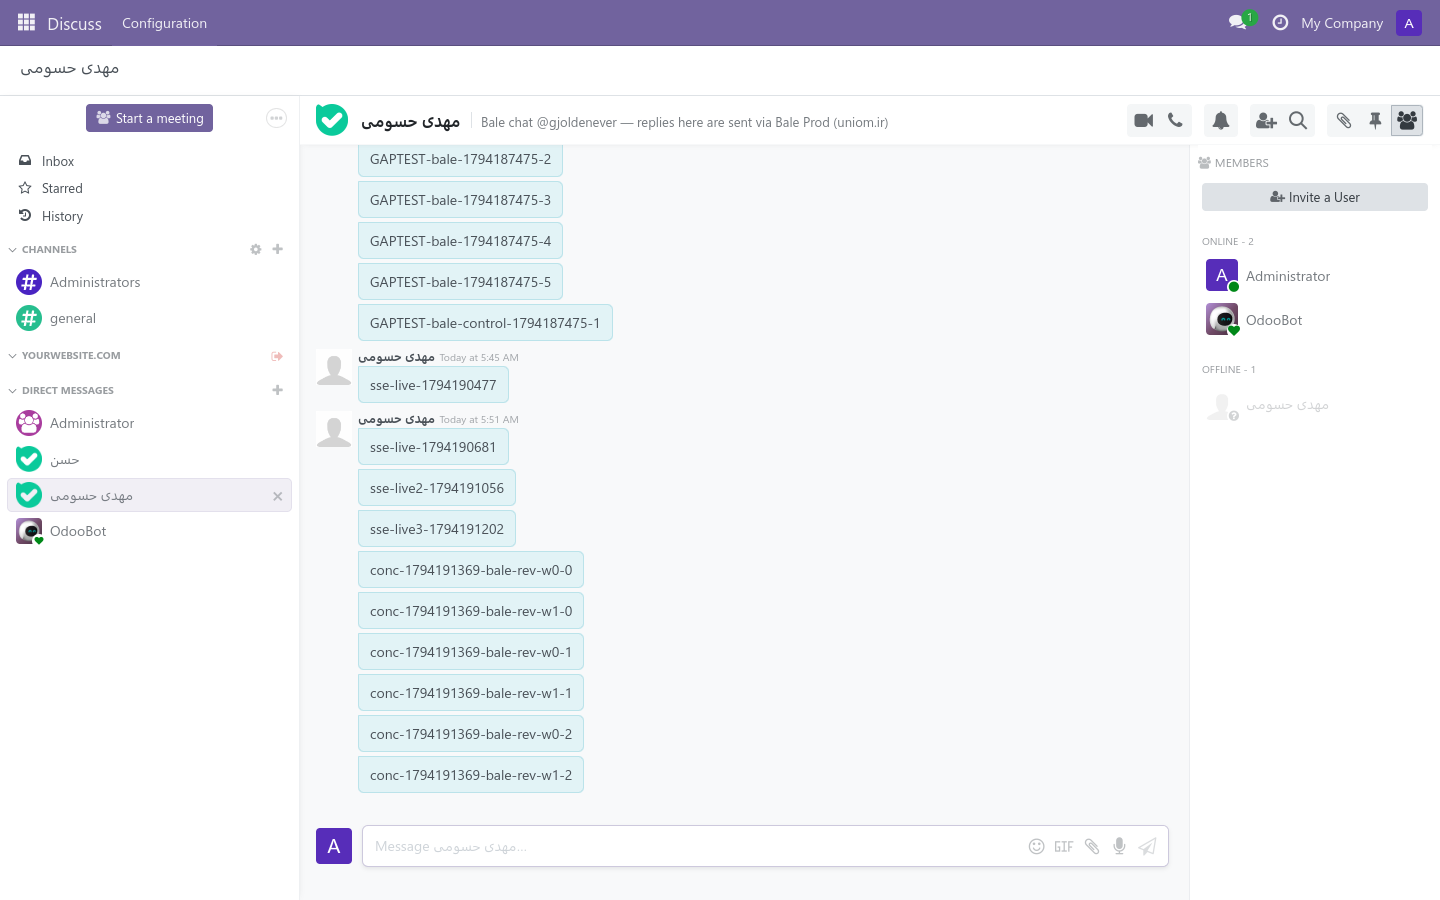 Discuss
Configuration
1
My Company
A
مهدی حسومی
Start a meeting
Inbox
Starred
History
CHANNELS
Administrators
general
YOURWEBSITE.COM
DIRECT MESSAGES
Administrator
حسن
مهدی حسومی
OdooBot
مهدی حسومی
Bale chat @gjoldenever — replies here are sent via Bale Prod (uniom.ir)
GAPTEST-bale-1794187475-2
GAPTEST-bale-1794187475-3
GAPTEST-bale-1794187475-4
GAPTEST-bale-1794187475-5
GAPTEST-bale-control-1794187475-1
مهدی حسومی Today at 5:45 AM
sse-live-1794190477
مهدی حسومی Today at 5:51 AM
sse-live-1794190681
sse-live2-1794191056
sse-live3-1794191202
conc-1794191369-bale-rev-w0-0
conc-1794191369-bale-rev-w1-0
conc-1794191369-bale-rev-w0-1
conc-1794191369-bale-rev-w1-1
conc-1794191369-bale-rev-w0-2
conc-1794191369-bale-rev-w1-2
A
Message مهدی حسومی...
GIF
MEMBERS
Invite a User
ONLINE - 2
A
Administrator
OdooBot
OFFLINE - 1
مهدی حسومی